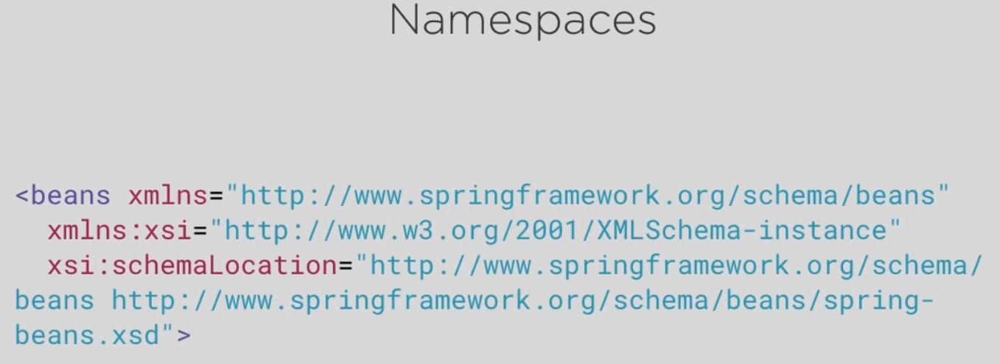 Namespaces
<beans xmlns="http://www.springframework.org/schema/beans"
xmlns:xsi="http://www.w3.org/2001/XMLSchema-instance"
xsi:schemaLocation="http://www.springframework.org/schema/
beans http://www.springframework.org/schema/beans/spring-
beans.xsd">